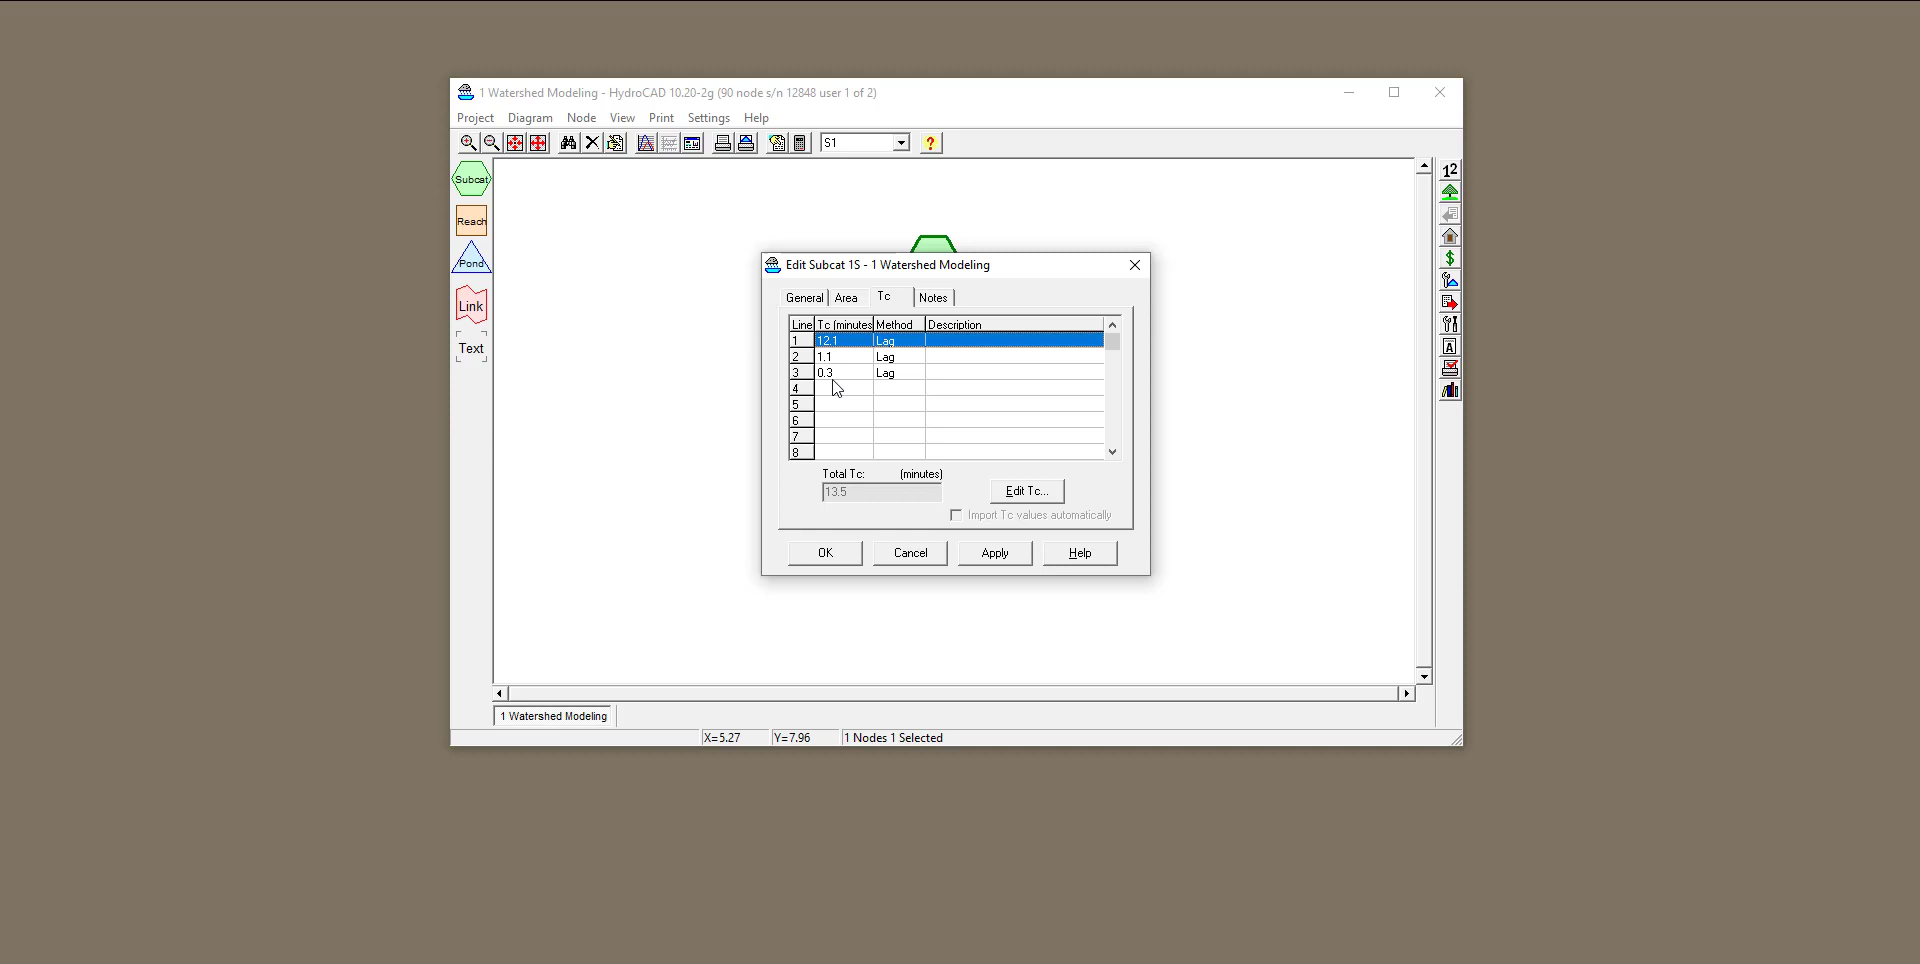 1 Watershed Modeling - HydroCAD 10.20-2g (90 node s/n 12848 user 1 of 2)
Project Diagram Node View Print Settings Help
S1 ?
Subcat
Reach
Pond
Link
Text
12
$
A
Edit Subcat 1S - 1 Watershed Modeling
General Area Tc Notes
Line Tc (minutes Method Description
1 12.1 Lag
2 1.1 Lag
3 0.3 Lag
4
5
6
7
8
Total Tc: (minutes)
13.5 Edit Tc...
Import Tc values automatically
OK Cancel Apply Help
1 Watershed Modeling
X=5.27 Y=7.96 1 Nodes 1 Selected